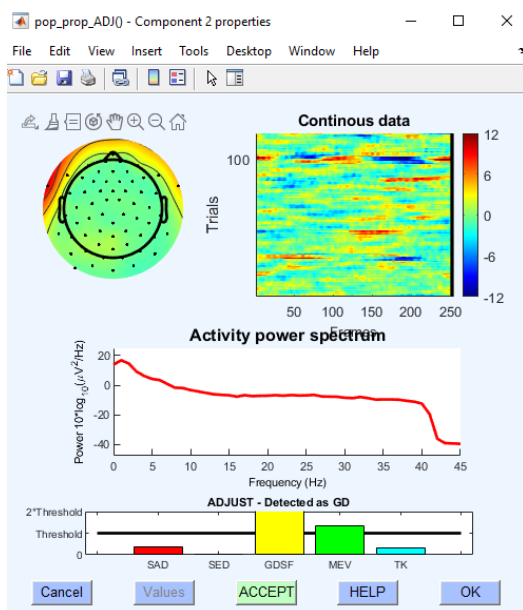 pop_prop_ADJ() - Component 2 properties
File Edit View Insert Tools Desktop Window Help
Continous data
Trials
100
50 100 150 200 250
Frames
12
6
0
-6
-12
Activity power spectrum
Power 10*log10(μV2/Hz)
20
0
-20
-40
0 5 10 15 20 25 30 35 40 45
Frequency (Hz)
ADJUST - Detected as GD
2*Threshold
Threshold
0
SAD SED GDSF MEV TK
Cancel Values ACCEPT HELP OK